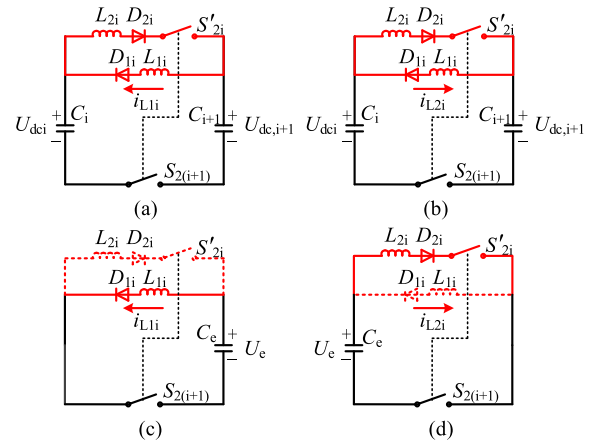 L2i D2i S′2i
D1i L1i
iL1i
+ Ci Ci+1 +
Udci Udc,i+1
− −
S2(i+1)
(a)
L2i D2i S′2i
D1i L1i
iL2i
+ Ci Ci+1 +
Udci Udc,i+1
− −
S2(i+1)
(b)
L2i D2i S′2i
D1i L1i
iL1i
Ce +
Ue
−
S2(i+1)
(c)
L2i D2i S′2i
D1i L1i
iL2i
+ Ce
Ue
−
S2(i+1)
(d)